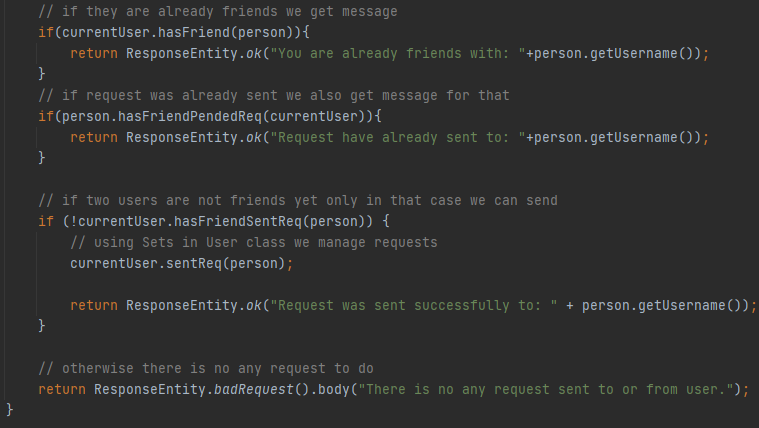 // if they are already friends we get message
if(currentUser.hasFriend(person)){
return ResponseEntity.ok("You are already friends with: "+person.getUsername());
}
// if request was already sent we also get message for that
if(person.hasFriendPendedReq(currentUser)){
return ResponseEntity.ok("Request have already sent to: "+person.getUsername());
}
// if two users are not friends yet only in that case we can send
if (!currentUser.hasFriendSentReq(person)) {
// using Sets in User class we manage requests
currentUser.sentReq(person);
return ResponseEntity.ok("Request was sent successfully to: " + person.getUsername());
}
// otherwise there is no any request to do
return ResponseEntity.badRequest().body("There is no any request sent to or from user.");
}